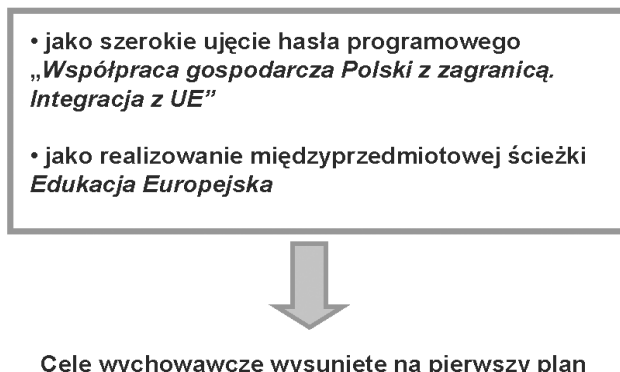 • jako szerokie ujęcie hasła programowego
„Współpraca gospodarcza Polski z zagranicą.
Integracja z UE”
• jako realizowanie międzyprzedmiotowej ścieżki
Edukacja Europejska
Cele wychowawcze wysunięte na pierwszy plan